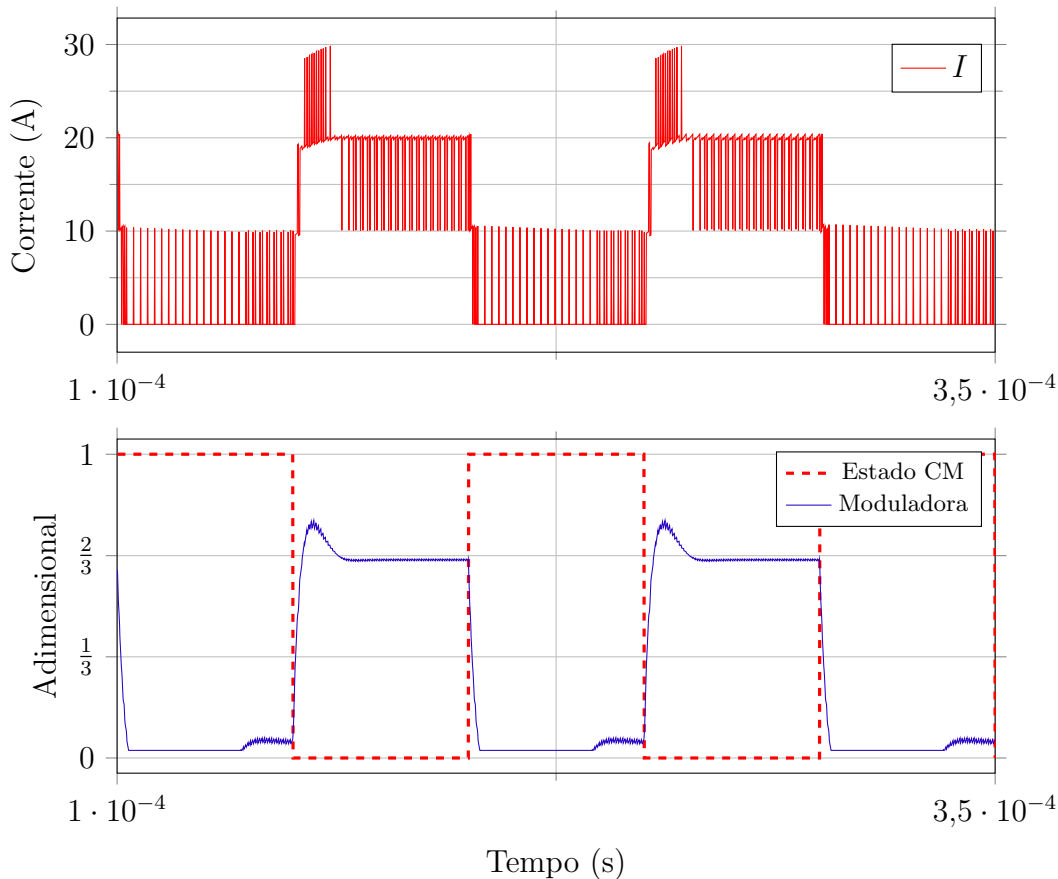 Corrente (A)
30
20
10
0
I
1 · 10⁻⁴
3,5 · 10⁻⁴
Adimensional
1
2/3
1/3
0
Estado CM
Moduladora
1 · 10⁻⁴
3,5 · 10⁻⁴
Tempo (s)